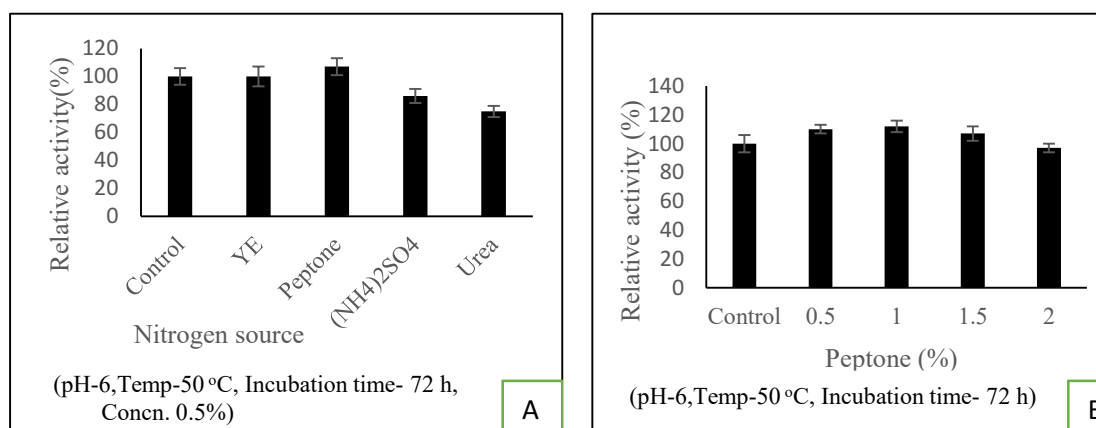 120
100
80
60
40
20
0
Relative activity(%)
Control
YE
Peptone
(NH4)2SO4
Urea
Nitrogen source
(pH-6,Temp-50 °C, Incubation time- 72 h,
Concn. 0.5%)
A
140
120
100
80
60
40
20
0
Relative activity (%)
Control 0.5 1 1.5 2
Peptone (%)
(pH-6,Temp-50 °C, Incubation time- 72 h)
B